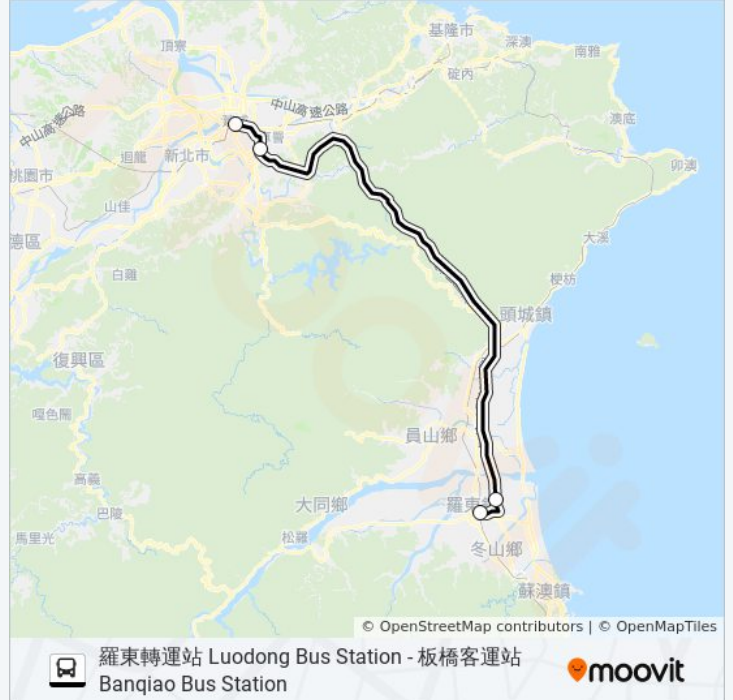 基隆市
頂寮
深澳
南雅
碇內
中山高速公路
澳底
中山高速公路
迴龍
新北市
卯澳
桃園市
山佳
大溪
德區
白雞
梗枋
頭城鎮
復興區
嘎色鬧
員山鄉
高義
大同鄉
羅東
巴陵
馬里光
松羅
冬山鄉
蘇澳鎮
© OpenStreetMap contributors | © OpenMapTiles
羅東轉運站 Luodong Bus Station - 板橋客運站
Banqiao Bus Station
moovit